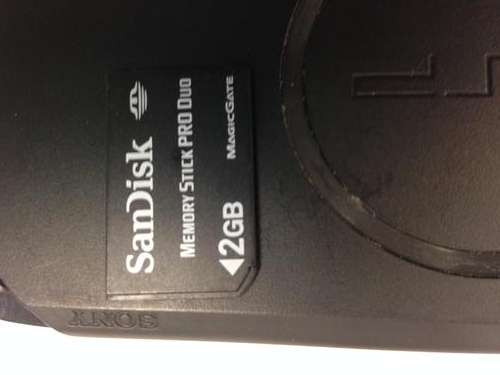 SanDisk
MEMORY STICK PRO DUO
MAGICGATE
2GB
SONY